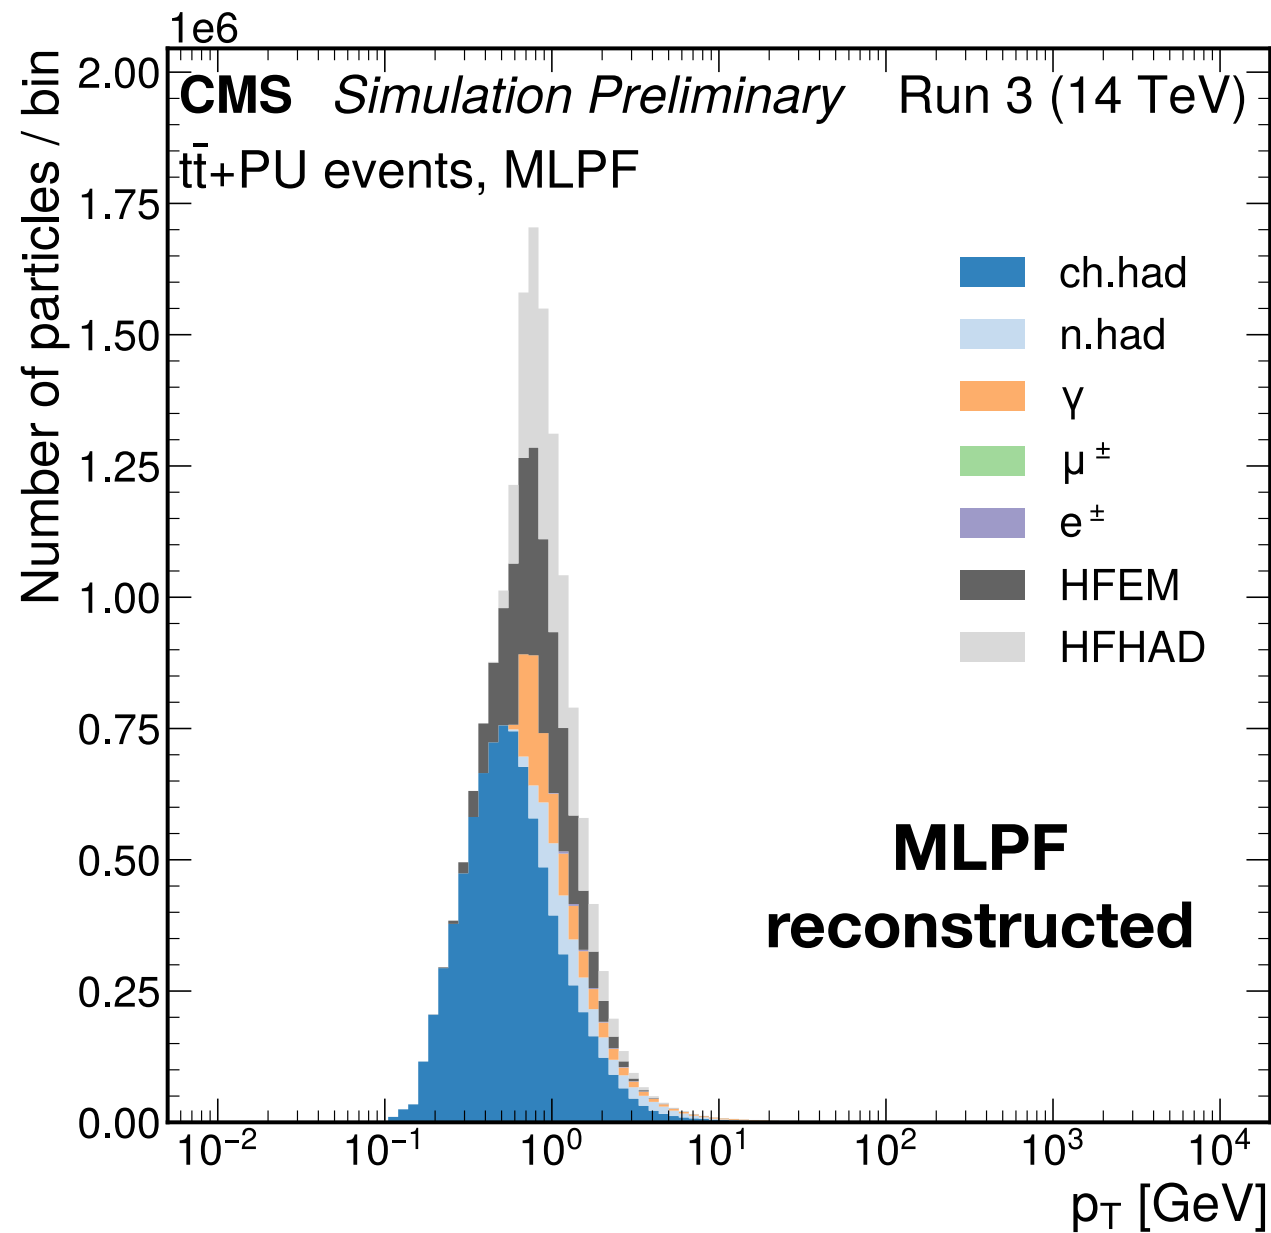 1e6
CMS Simulation Preliminary Run 3 (14 TeV)
tt̄+PU events, MLPF
Number of particles / bin
2.00
1.75
1.50
1.25
1.00
0.75
0.50
0.25
0.00
ch.had
n.had
γ
μ±
e±
HFEM
HFHAD
MLPF
reconstructed
10⁻² 10⁻¹ 10⁰ 10¹ 10² 10³ 10⁴
p_T [GeV]